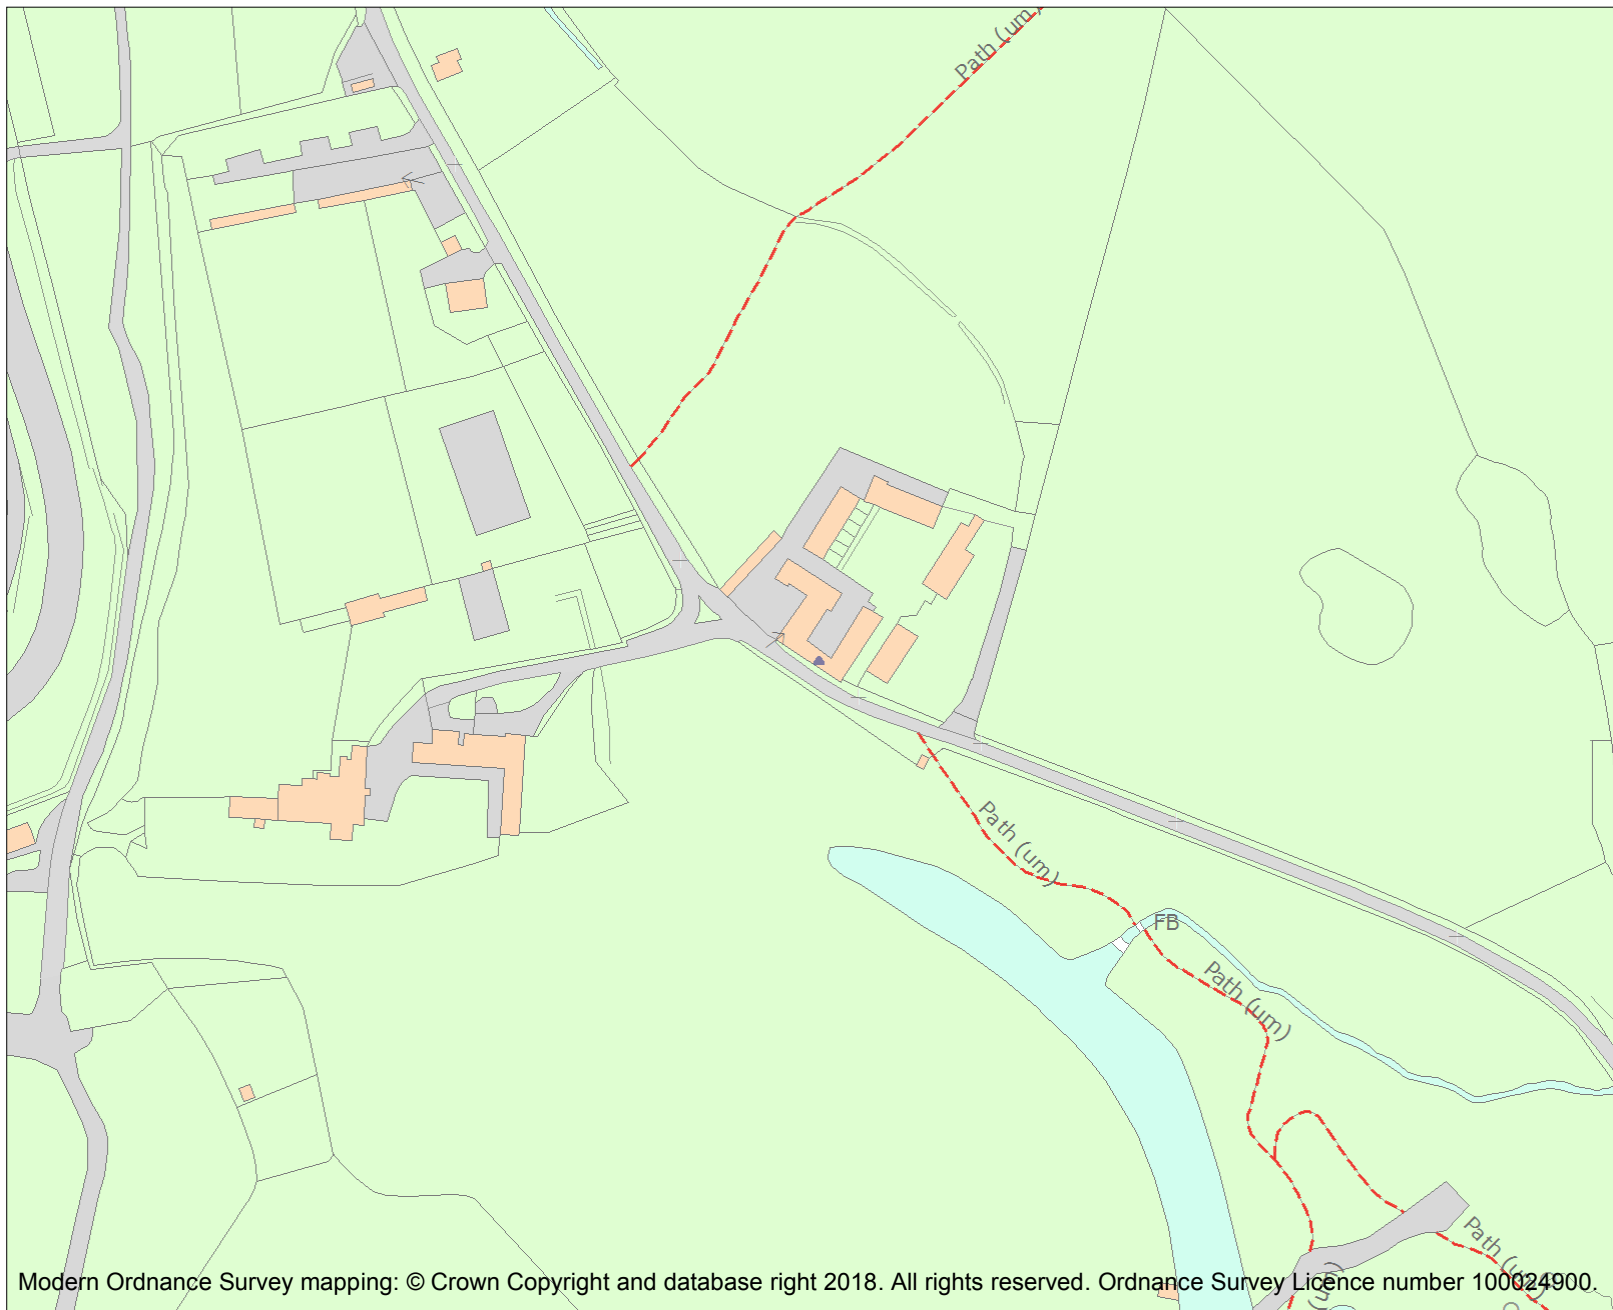 Path (um)
Path (um)
FB
Path (um)
Path (um)
(um)
Modern Ordnance Survey mapping: © Crown Copyright and database right 2018. All rights reserved. Ordnance Survey Licence number 100024900.